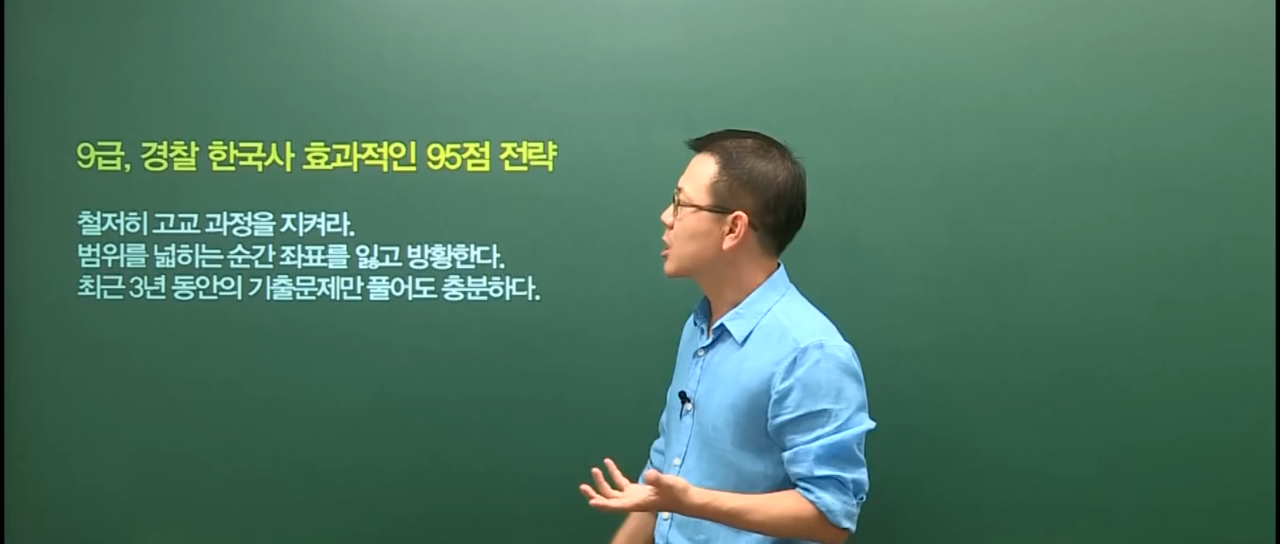 9급, 경찰 한국사 효과적인 95점 전략
철저히 고교 과정을 지켜라.
범위를 넓히는 순간 좌표를 잃고 방황한다.
최근 3년 동안의 기출문제만 풀어도 충분하다.